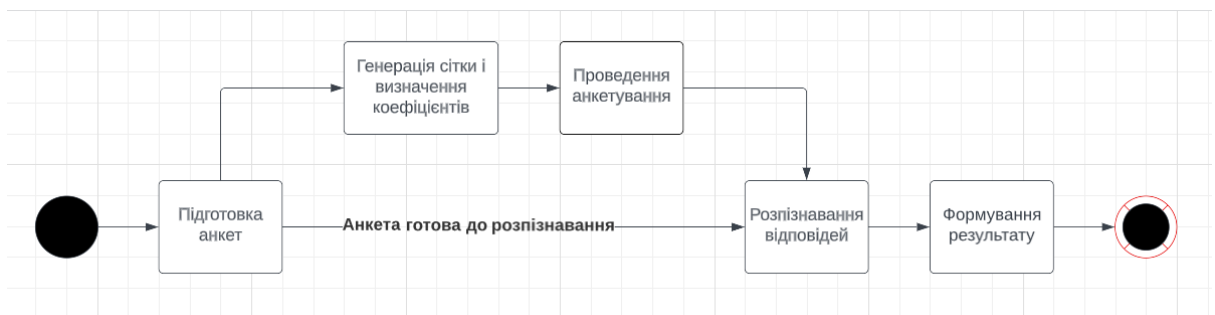 Генерація сітки і
визначення
коефіцієнтів
Проведення
анкетування
Підготовка
анкет
Анкета готова до розпізнавання
Розпізнавання
відповідей
Формування
результату